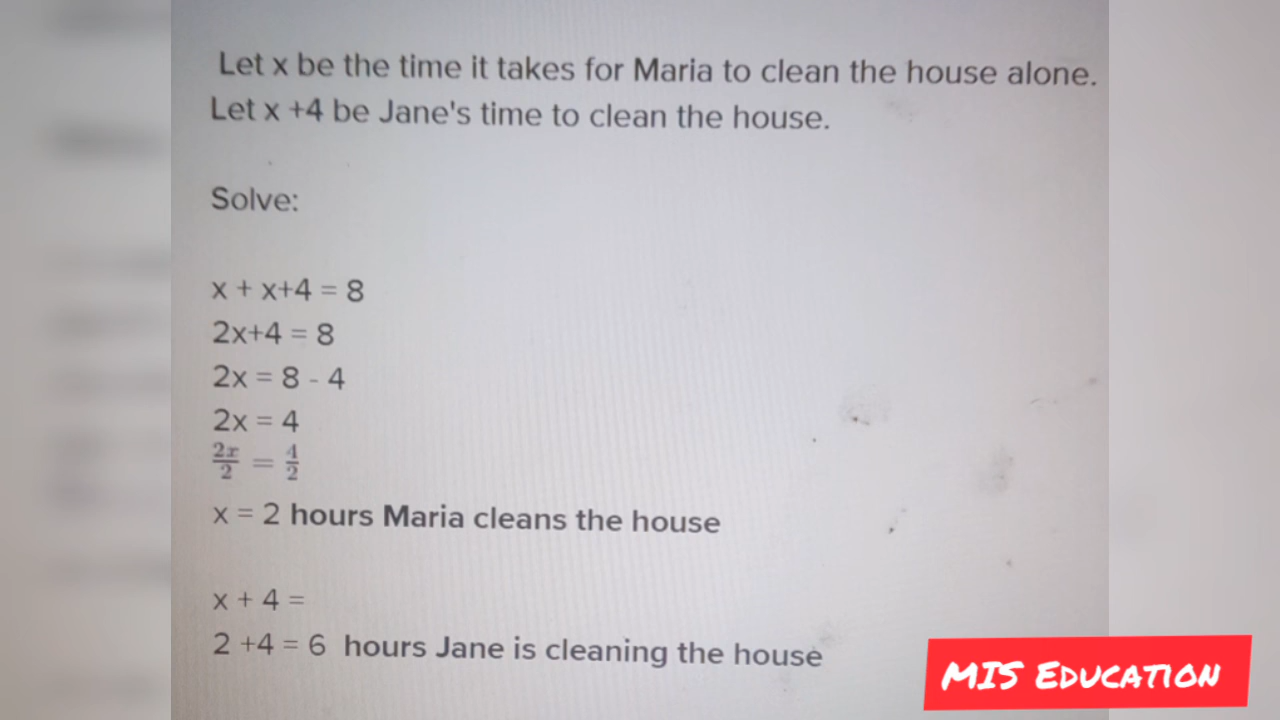 Let x be the time it takes for Maria to clean the house alone.
Let x +4 be Jane's time to clean the house.
Solve:
x + x+4 = 8
2x+4 = 8
2x = 8 - 4
2x = 4
2x/2 = 4/2
x = 2 hours Maria cleans the house
x + 4 =
2 +4 = 6 hours Jane is cleaning the house
MIS EDUCATION